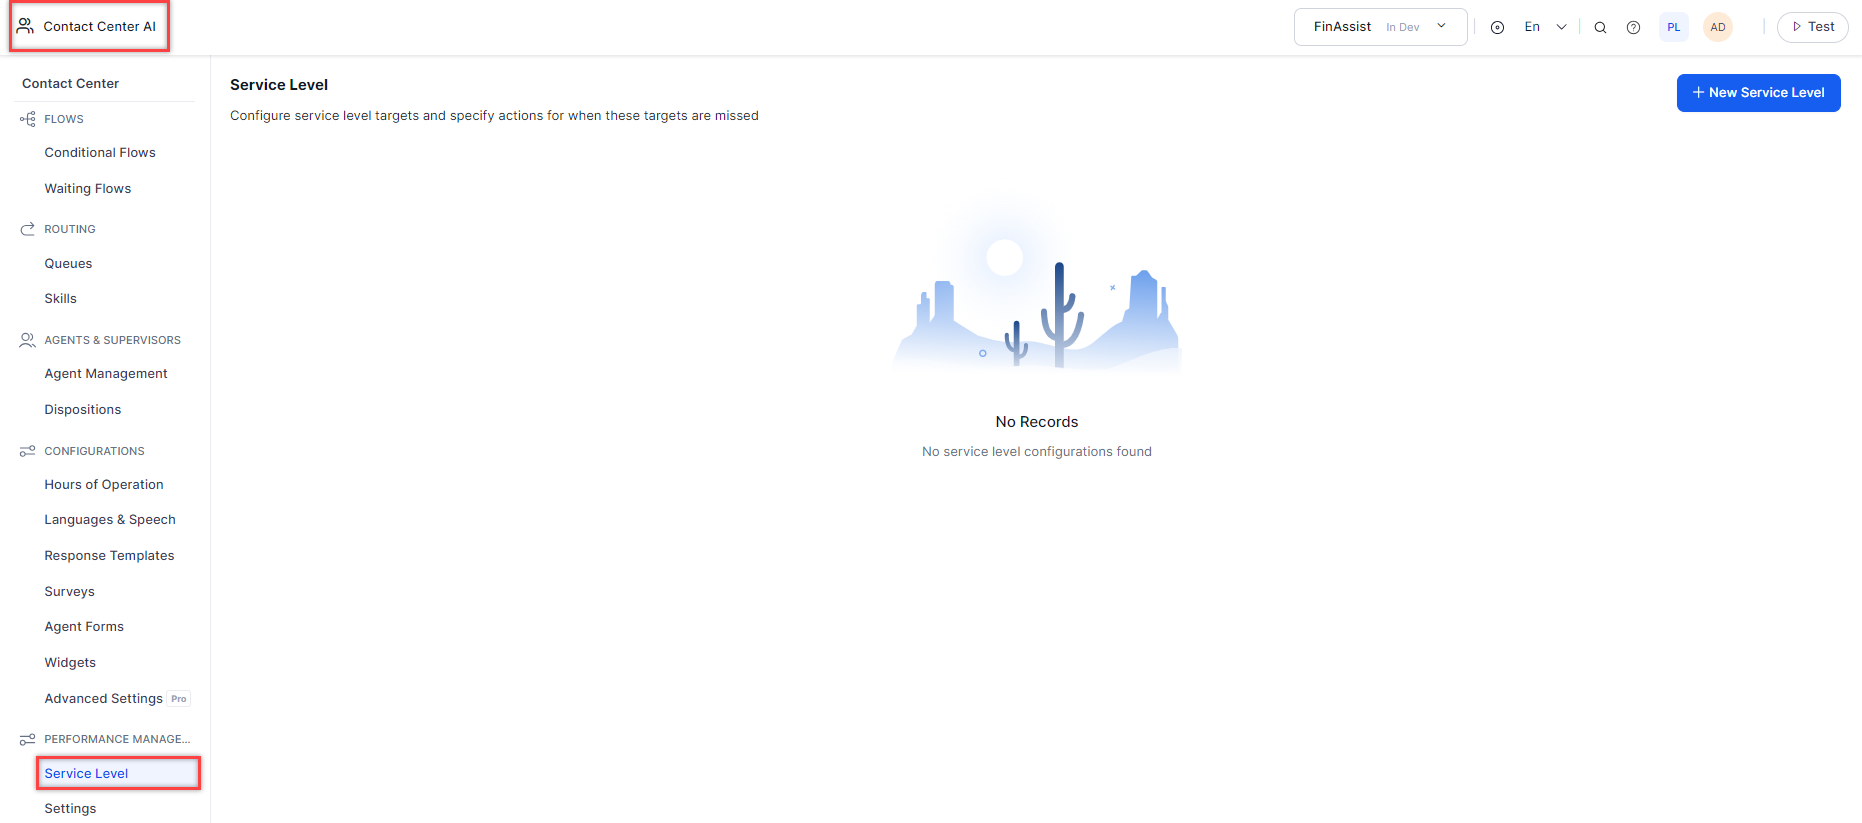 Contact Center AI
FinAssist In Dev
En
PL
AD
Test
Contact Center
FLOWS
Conditional Flows
Waiting Flows
ROUTING
Queues
Skills
AGENTS & SUPERVISORS
Agent Management
Dispositions
CONFIGURATIONS
Hours of Operation
Languages & Speech
Response Templates
Surveys
Agent Forms
Widgets
Advanced Settings Pro
PERFORMANCE MANAGE...
Service Level
Settings
Service Level
Configure service level targets and specify actions for when these targets are missed
+ New Service Level
No Records
No service level configurations found